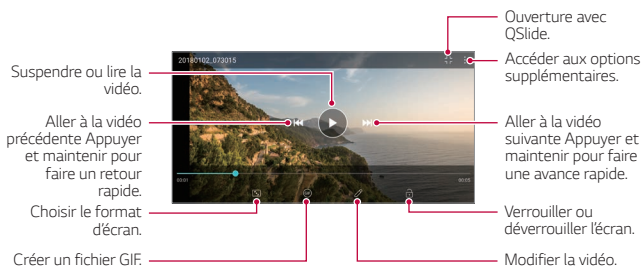 Ouverture avec
QSlide.
Accéder aux options
supplémentaires.
20180102_073015
Suspendre ou lire la
vidéo.
Aller à la vidéo
précédente Appuyer
et maintenir pour
faire un retour
rapide.
Aller à la vidéo
suivante Appuyer et
maintenir pour faire
une avance rapide.
00:01
00:05
GIF
Choisir le format
d'écran.
Verrouiller ou
déverrouiller l'écran.
Créer un fichier GIF.
Modifier la vidéo.